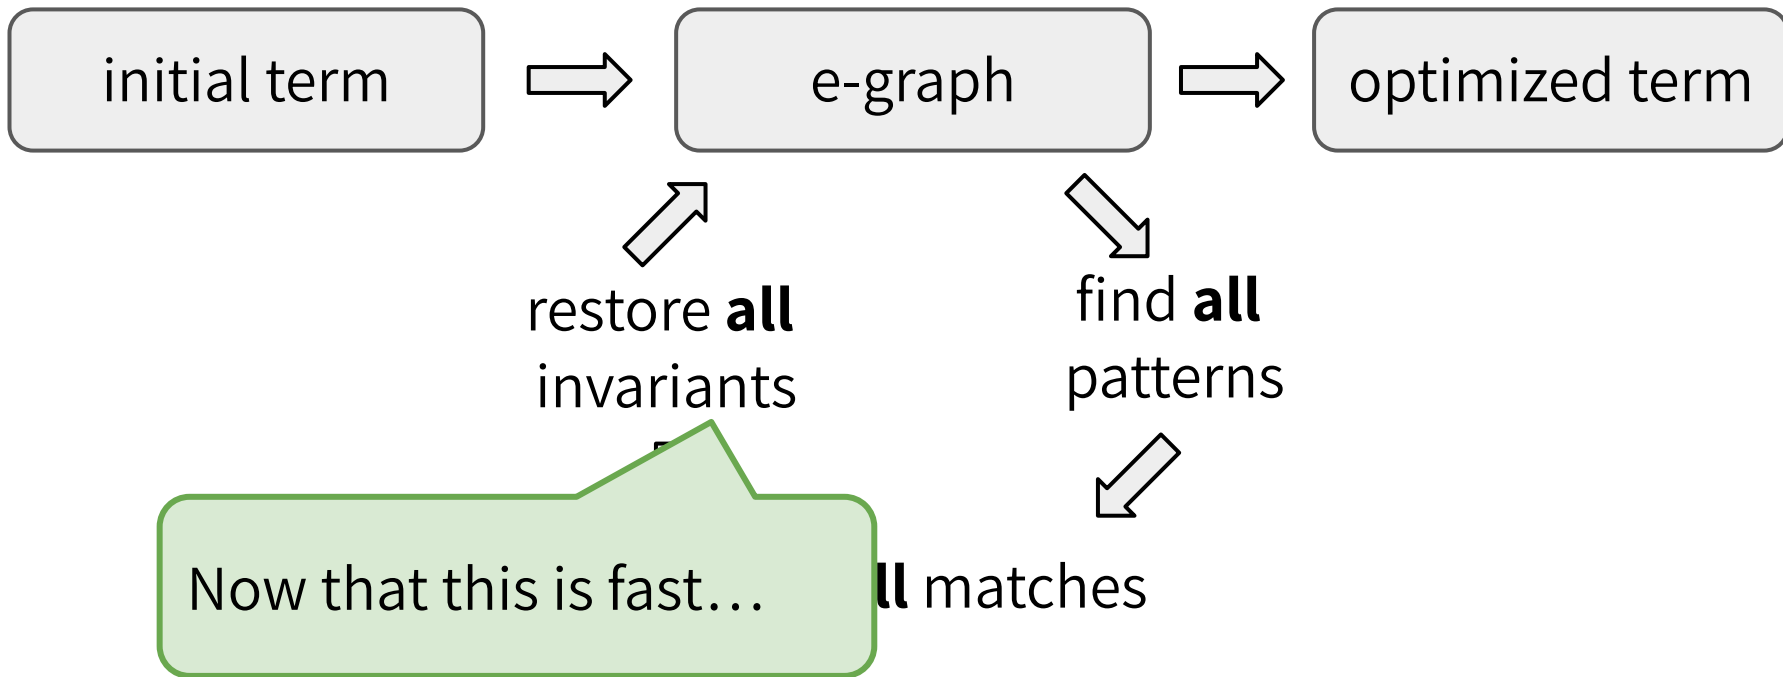 initial term
e-graph
optimized term
restore all
invariants
find all
patterns
Now that this is fast…
ll matches